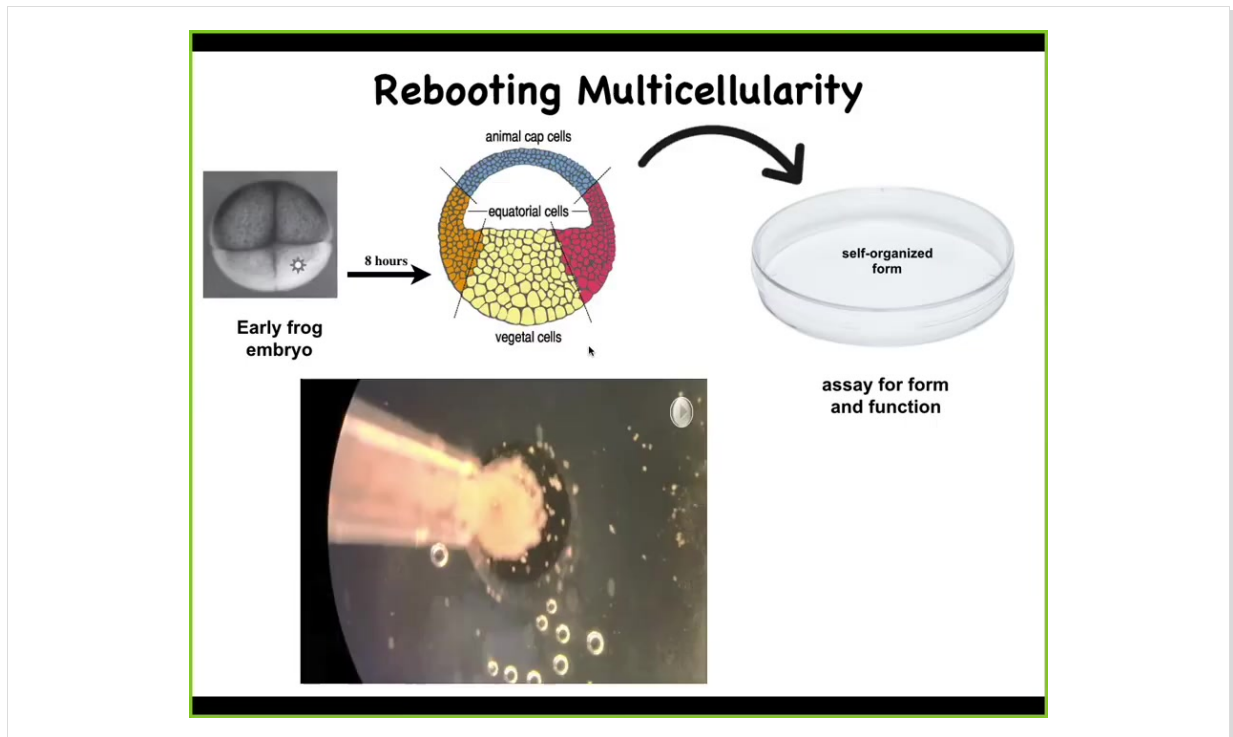 Rebooting Multicellularity
animal cap cells
equatorial cells
8 hours
vegetal cells
Early frog
embryo
self-organized
form
assay for form
and function